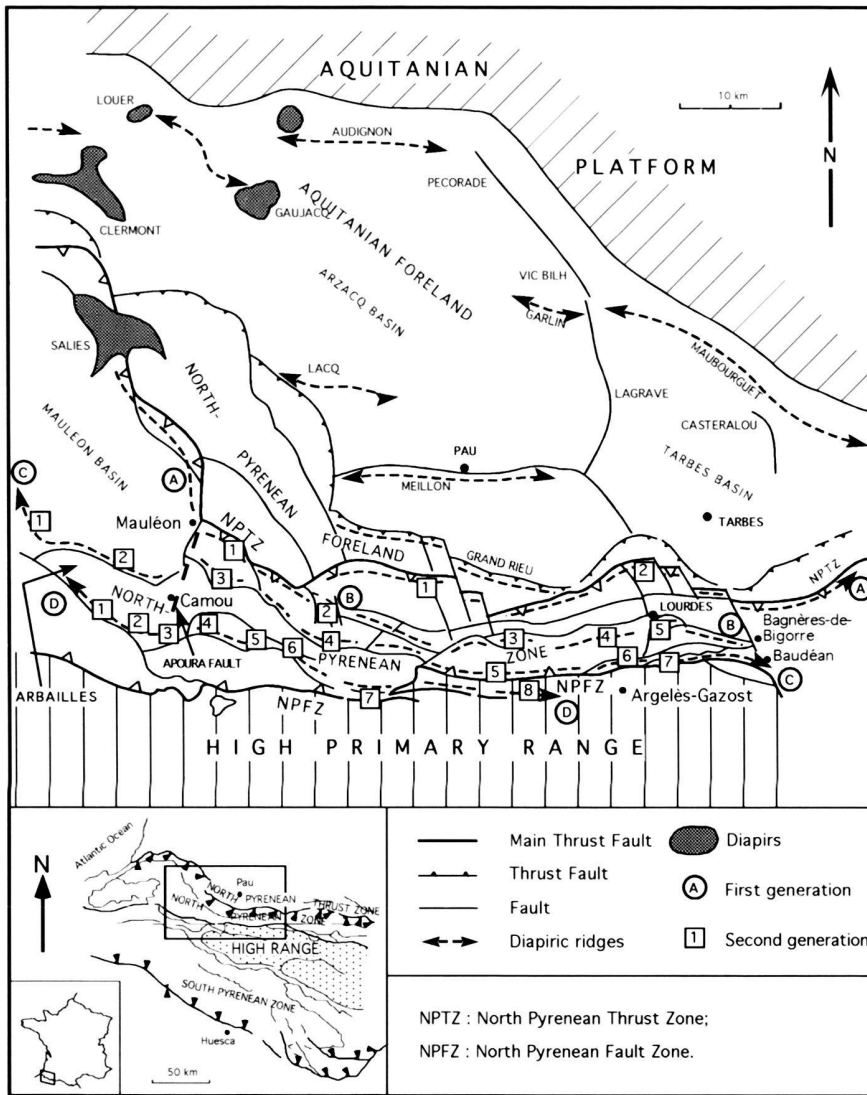 AQUITANIAN
10 km
N
LOUER
AUDIGNON
PLATFORM
PECORADE
GAUJACQ
AQUITANIAN FORELAND
CLERMONT
ARZACQ BASIN
VIC BILH
GARLIN
MAUBOURGUET
SALIES
LACQ
NORTH-
LAGRAVE
CASTERALOU
MAULEON BASIN
PYRENEAN
PAU
TARBES BASIN
C
A
MEILLON
TARBES
1
Mauléon
NPTZ
1
FORELAND
GRAND RIEU
2
NPTZ
A
2
3
1
D
NORTH-
Camou
2
B
LOURDES
B
Bagnères-de-
Bigorre
1
2
3
4
5
6
4
3
4
5
Baudéan
APOURA FAULT
PYRENEAN
ZONE
6
7
5
C
ARBAILLES
NPFZ
7
8
NPFZ
D
Argelès-Gazost
HIGH PRIMARY RANGE
Atlantic Ocean
N
Pau
NORTH PYRENEAN THRUST ZONE
NORTH PYRENEAN ZONE
HIGH RANGE
SOUTH PYRENEAN ZONE
Huesca
50 km
Main Thrust Fault
Thrust Fault
Fault
Diapiric ridges
Diapirs
A First generation
1 Second generation
NPTZ : North Pyrenean Thrust Zone;
NPFZ : North Pyrenean Fault Zone.